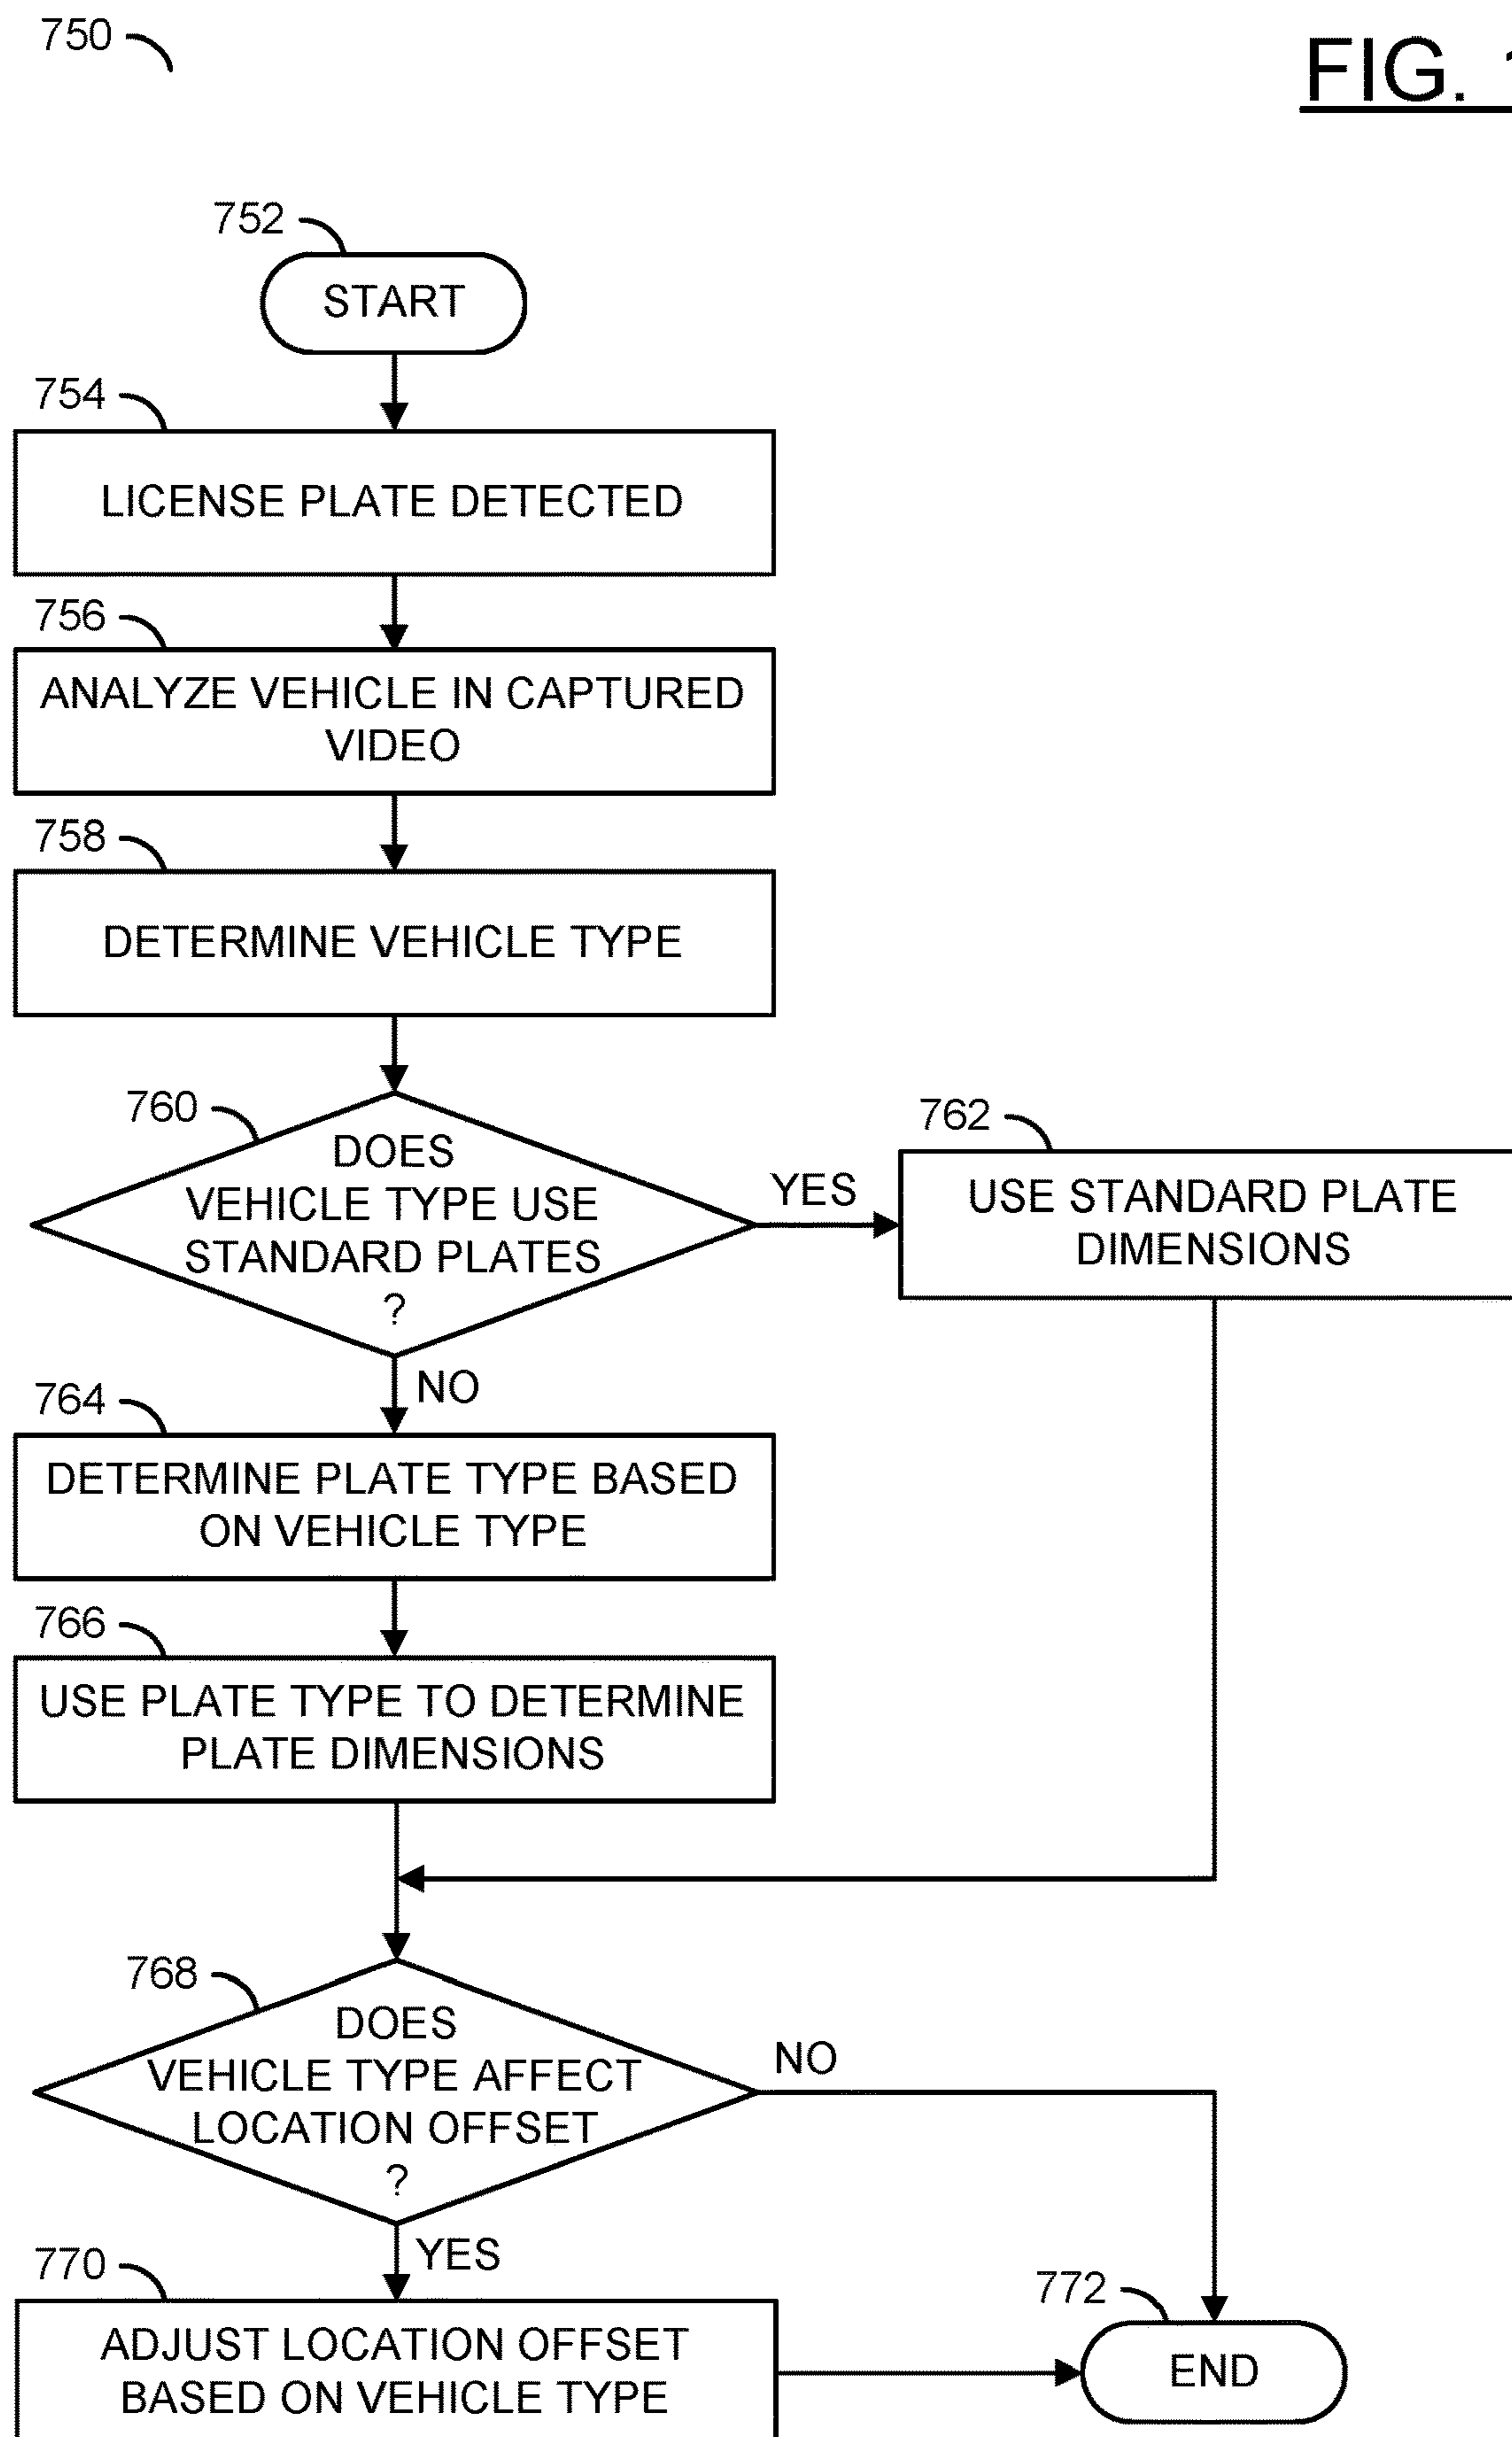 750
FIG. 1
752
START
754
LICENSE PLATE DETECTED
756
ANALYZE VEHICLE IN CAPTURED
VIDEO
758
DETERMINE VEHICLE TYPE
760
DOES
VEHICLE TYPE USE
STANDARD PLATES
?
YES
762
USE STANDARD PLATE
DIMENSIONS
NO
764
DETERMINE PLATE TYPE BASED
ON VEHICLE TYPE
766
USE PLATE TYPE TO DETERMINE
PLATE DIMENSIONS
768
DOES
VEHICLE TYPE AFFECT
LOCATION OFFSET
?
NO
YES
770
ADJUST LOCATION OFFSET
BASED ON VEHICLE TYPE
772
END